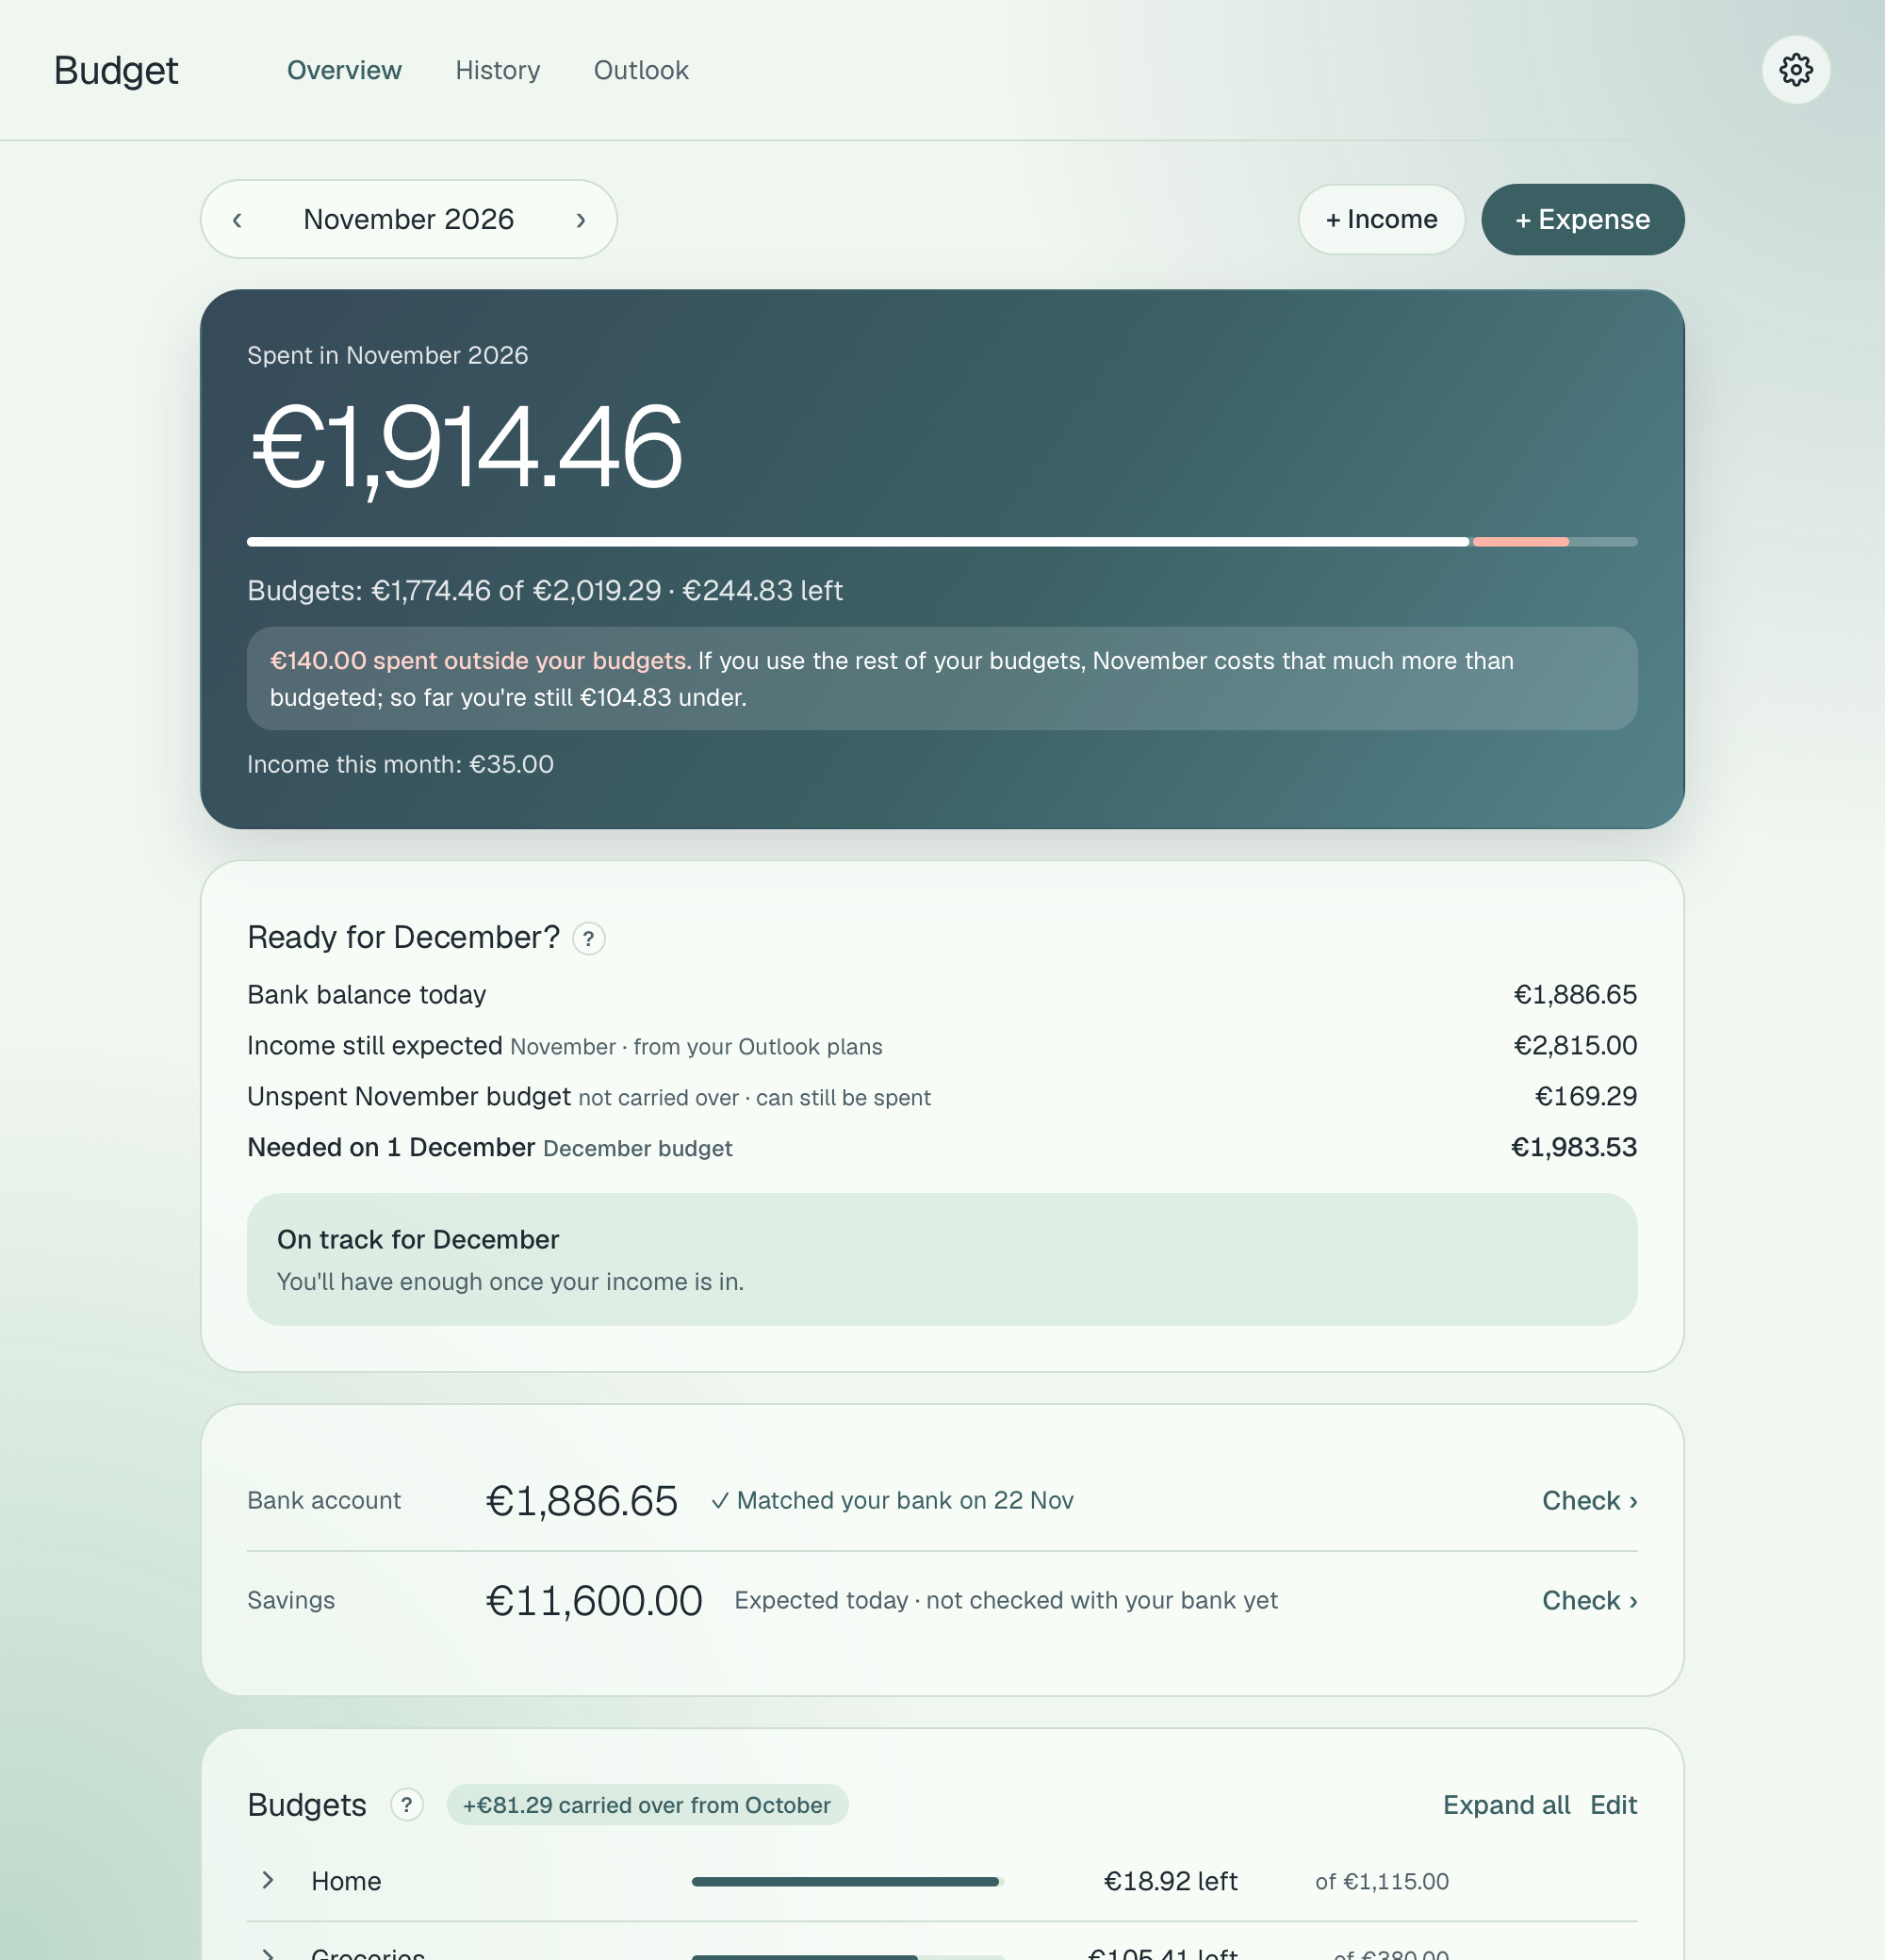 Budget
Overview
History
Outlook
‹ November 2026 ›
+ Income
+ Expense
Spent in November 2026
€1,914.46
Budgets: €1,774.46 of €2,019.29 · €244.83 left
€140.00 spent outside your budgets. If you use the rest of your budgets, November costs that much more than
budgeted; so far you're still €104.83 under.
Income this month: €35.00
Ready for December? ?
Bank balance today €1,886.65
Income still expected November · from your Outlook plans €2,815.00
Unspent November budget not carried over · can still be spent €169.29
Needed on 1 December December budget €1,983.53
On track for December
You'll have enough once your income is in.
Bank account €1,886.65 ✓ Matched your bank on 22 Nov Check ›
Savings €11,600.00 Expected today · not checked with your bank yet Check ›
Budgets ? +€81.29 carried over from October Expand all Edit
Home €18.92 left of €1,115.00
Groceries €105.41 left of €380.00